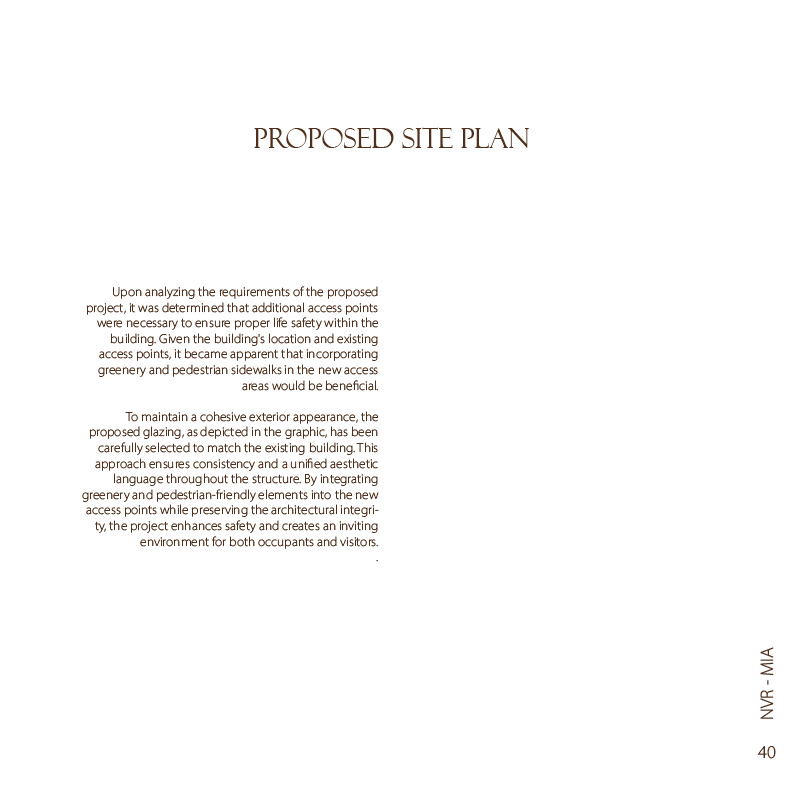 PROPOSED SITE PLAN
Upon analyzing the requirements of the proposed
project, it was determined that additional access points
were necessary to ensure proper life safety within the
building. Given the building's location and existing
access points, it became apparent that incorporating
greenery and pedestrian sidewalks in the new access
areas would be beneficial.
To maintain a cohesive exterior appearance, the
proposed glazing, as depicted in the graphic, has been
carefully selected to match the existing building. This
approach ensures consistency and a unified aesthetic
language throughout the structure. By integrating
greenery and pedestrian-friendly elements into the new
access points while preserving the architectural integri-
ty, the project enhances safety and creates an inviting
environment for both occupants and visitors.
.
NVR - MIA
40